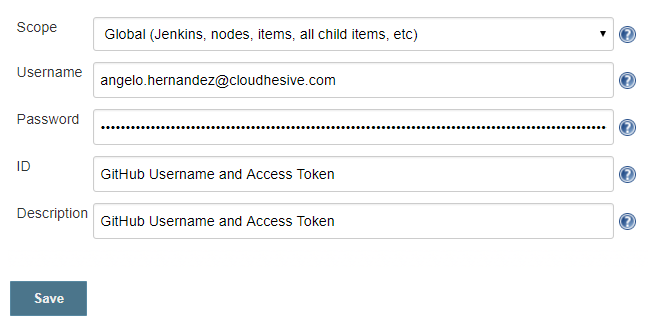 Scope
Global (Jenkins, nodes, items, all child items, etc)
Username
angelo.hernandez@cloudhesive.com
Password
ID
GitHub Username and Access Token
Description
GitHub Username and Access Token
Save